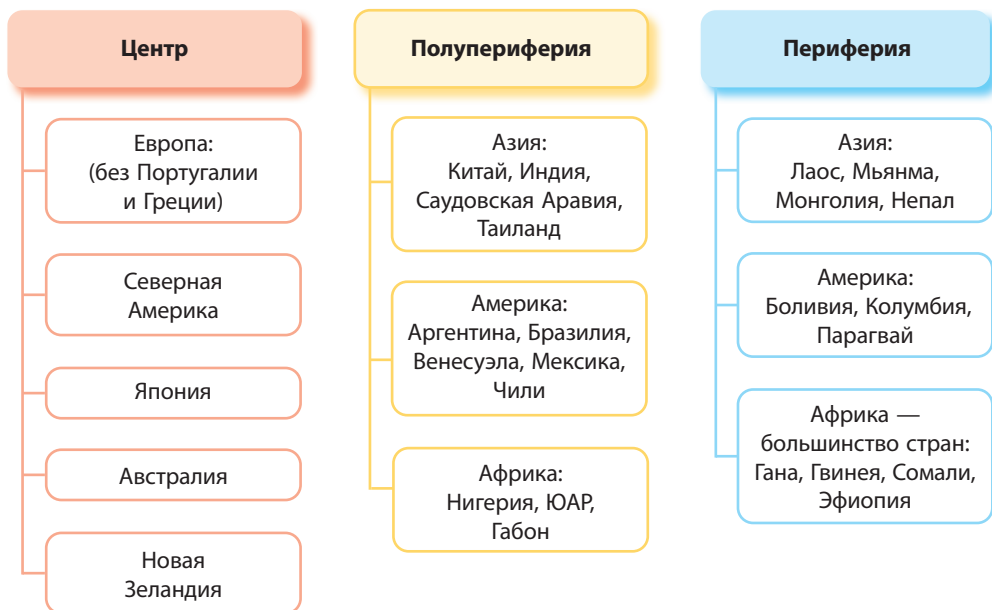 Центр
Европа:
(без Португалии
и Греции)
Северная
Америка
Япония
Австралия
Новая
Зеландия
Полупериферия
Азия:
Китай, Индия,
Саудовская Аравия,
Таиланд
Америка:
Аргентина, Бразилия,
Венесуэла, Мексика,
Чили
Африка:
Нигерия, ЮАР,
Габон
Периферия
Азия:
Лаос, Мьянма,
Монголия, Непал
Америка:
Боливия, Колумбия,
Парагвай
Африка —
большинство стран:
Гана, Гвинея, Сомали,
Эфиопия